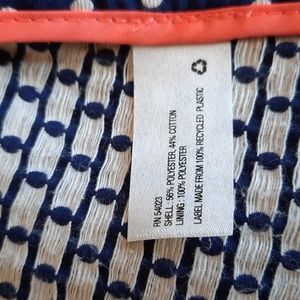 RN 54023
SHELL: 56% POLYESTER, 44% COTTON
LINING : 100% POLYESTER
LABEL MADE FROM 100% RECYCLED PLASTIC